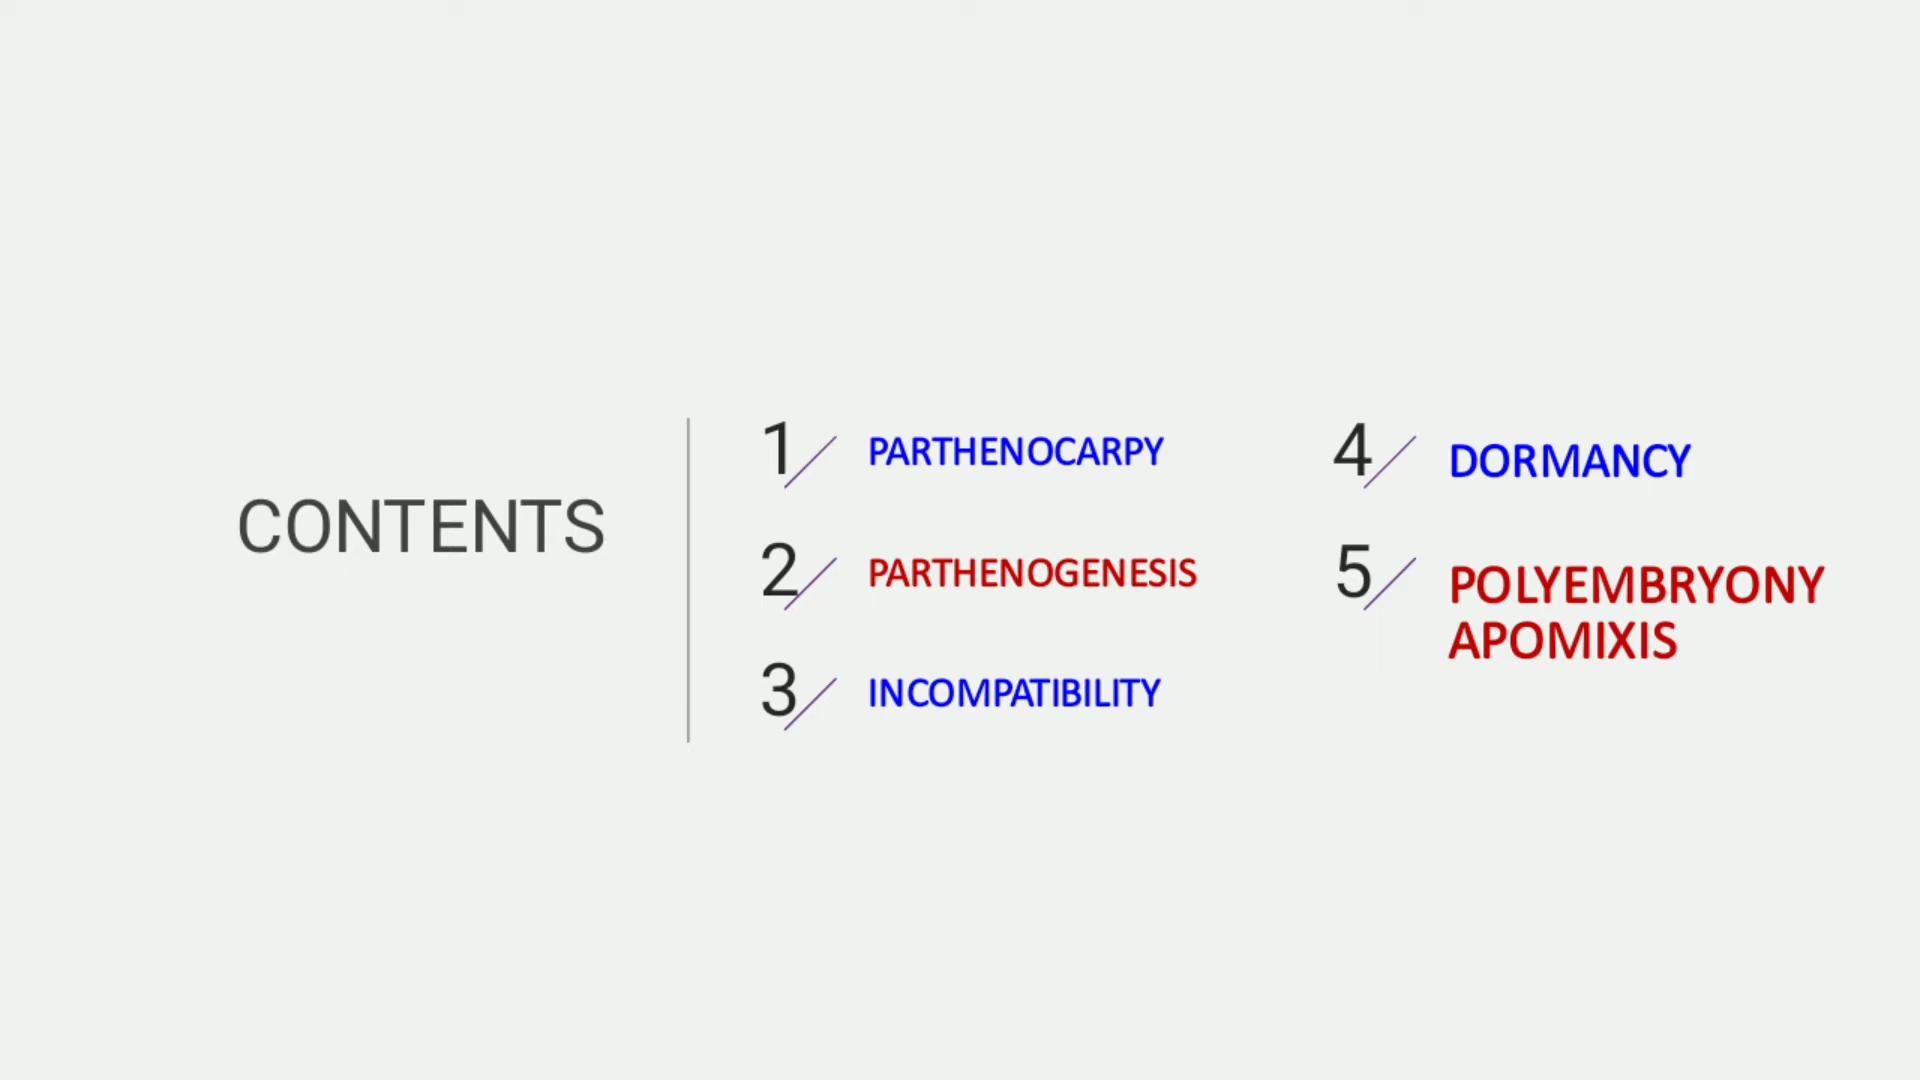 CONTENTS
1 PARTHENOCARPY
2 PARTHENOGENESIS
3 INCOMPATIBILITY
4 DORMANCY
5 POLYEMBRYONY
APOMIXIS